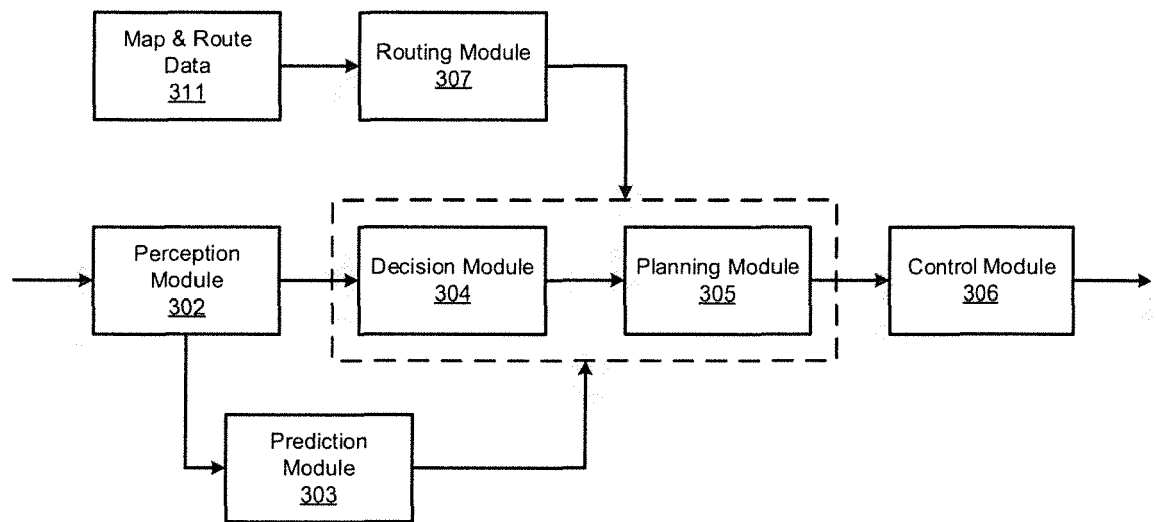 Map & Route
Data
311
Routing Module
307
Perception
Module
302
Decision Module
304
Planning Module
305
Control Module
306
Prediction
Module
303